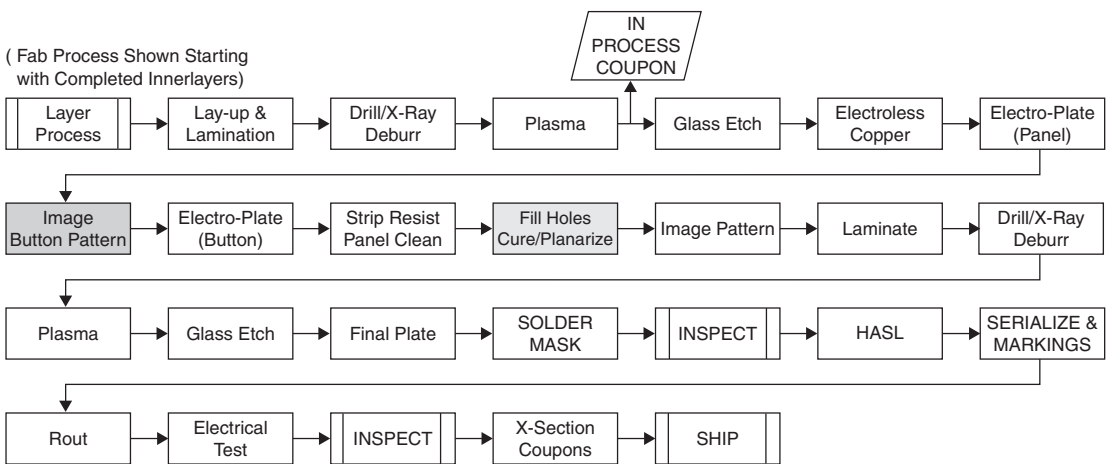 IN
PROCESS
COUPON
( Fab Process Shown Starting
with Completed Innerlayers)
Layer
Process
Lay-up &
Lamination
Drill/X-Ray
Deburr
Plasma
Glass Etch
Electroless
Copper
Electro-Plate
(Panel)
Image
Button Pattern
Electro-Plate
(Button)
Strip Resist
Panel Clean
Fill Holes
Cure/Planarize
Image Pattern
Laminate
Drill/X-Ray
Deburr
Plasma
Glass Etch
Final Plate
SOLDER
MASK
INSPECT
HASL
SERIALIZE &
MARKINGS
Rout
Electrical
Test
INSPECT
X-Section
Coupons
SHIP